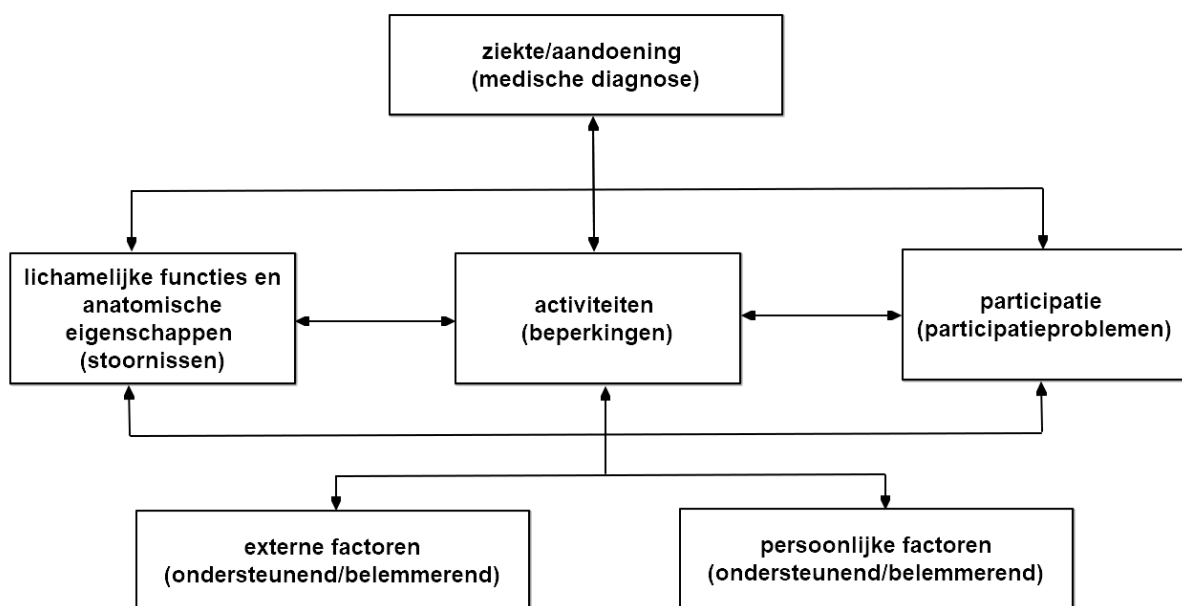 ziekte/aandoening
(medische diagnose)
lichamelijke functies en
anatomische
eigenschappen
(stoornissen)
activiteiten
(beperkingen)
participatie
(participatieproblemen)
externe factoren
(ondersteunend/belemmerend)
persoonlijke factoren
(ondersteunend/belemmerend)